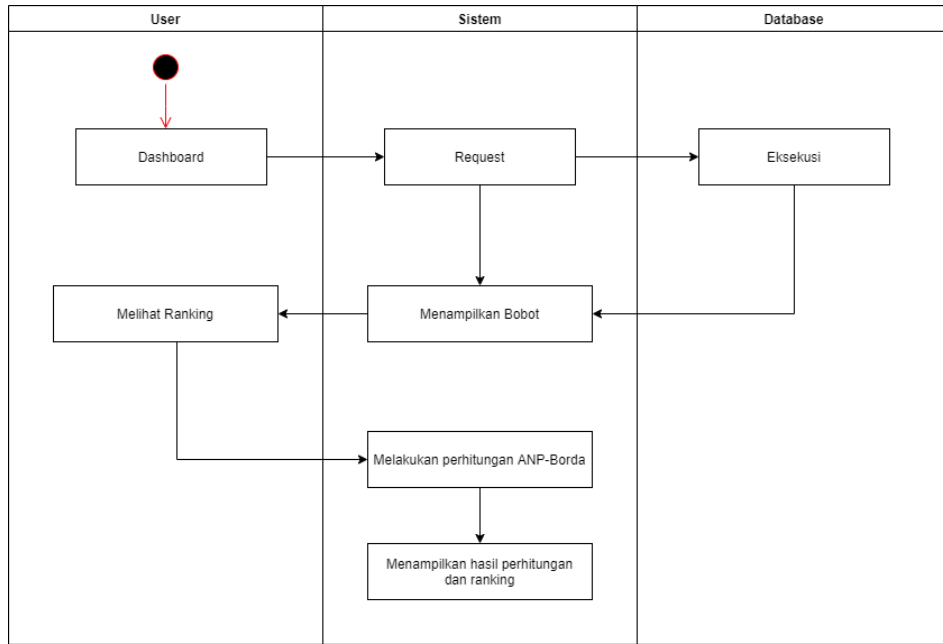 User
Sistem
Database
Dashboard
Request
Eksekusi
Melihat Ranking
Menampilkan Bobot
Melakukan perhitungan ANP-Borda
Menampilkan hasil perhitungan
dan ranking